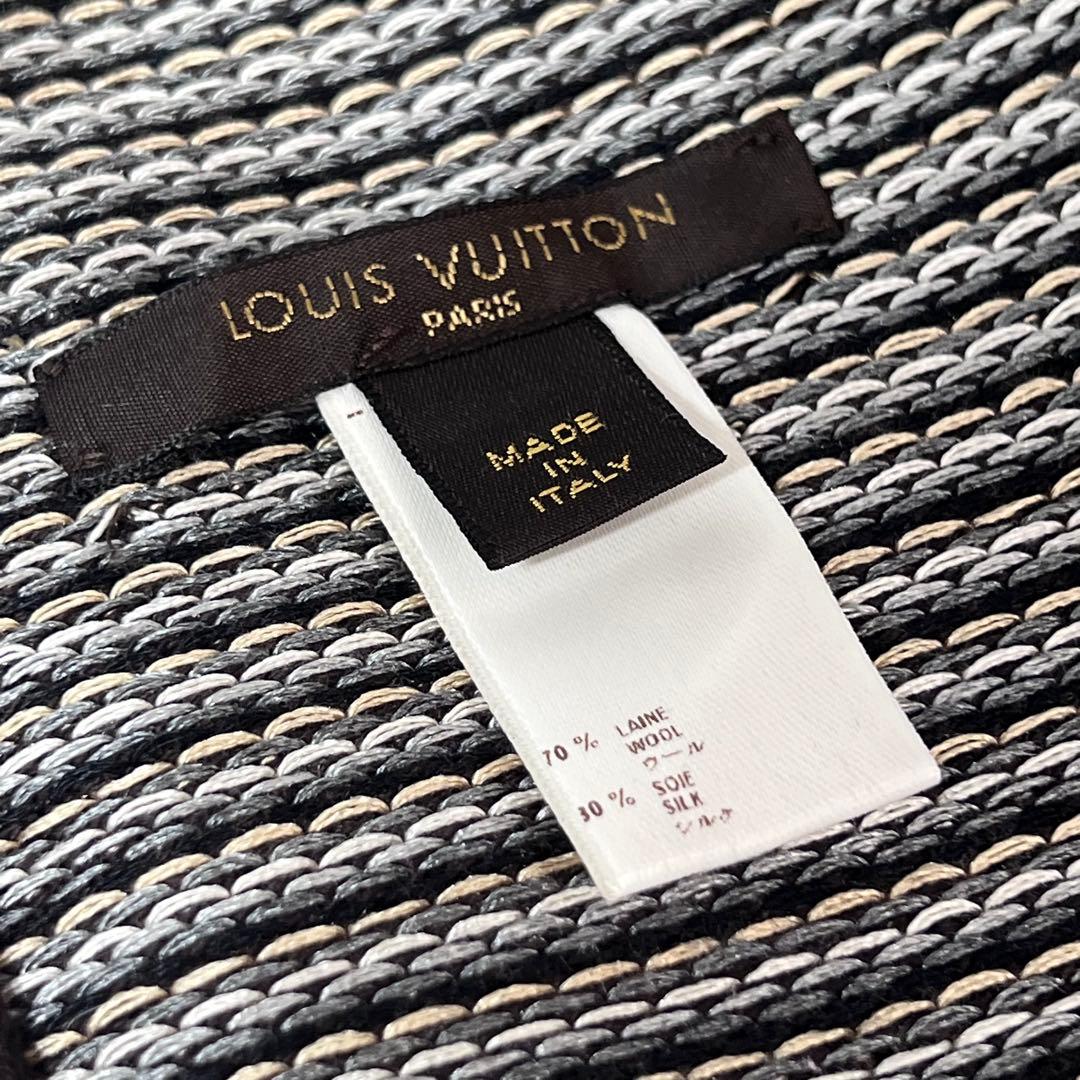 LOUIS VUITTON
PARIS
MADE
IN
ITALY
70 % LAINE
WOOL
ウール
30 % SOIE
SILK
シルク